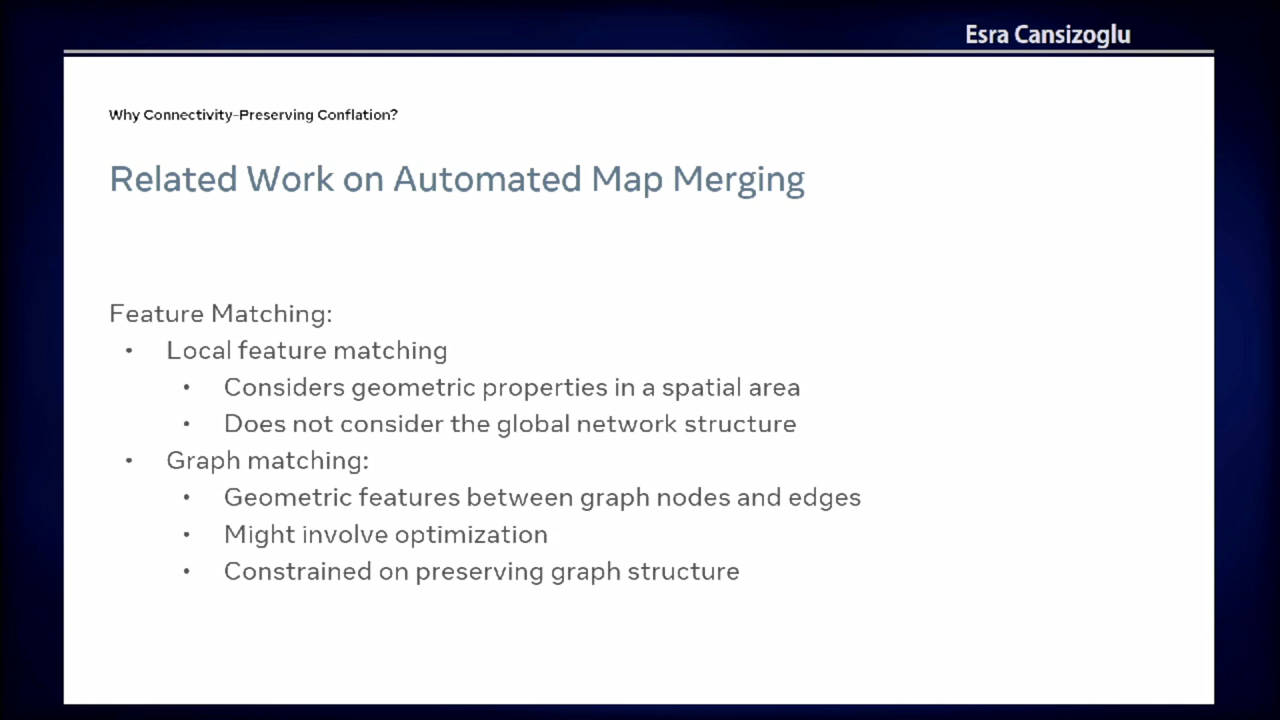 Esra Cansizoglu
Why Connectivity-Preserving Conflation?
Related Work on Automated Map Merging
Feature Matching:
• Local feature matching
• Considers geometric properties in a spatial area
• Does not consider the global network structure
• Graph matching:
• Geometric features between graph nodes and edges
• Might involve optimization
• Constrained on preserving graph structure